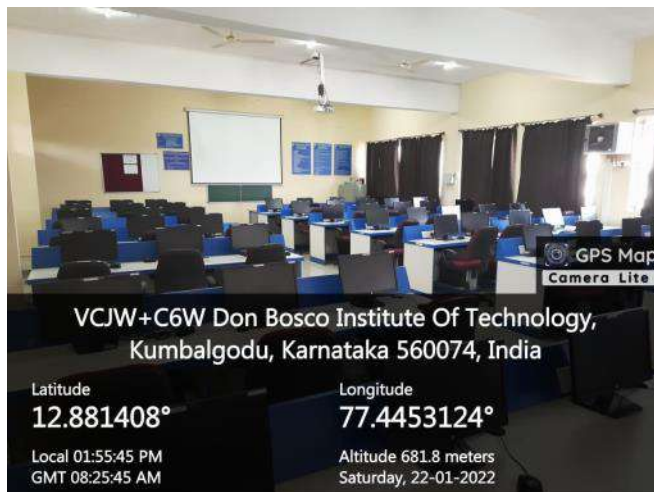 GPS Map
Camera Lite
VCJW+C6W Don Bosco Institute Of Technology,
Kumbalgodu, Karnataka 560074, India
Latitude
12.881408°
Longitude
77.4453124°
Local 01:55:45 PM
GMT 08:25:45 AM
Altitude 681.8 meters
Saturday, 22-01-2022